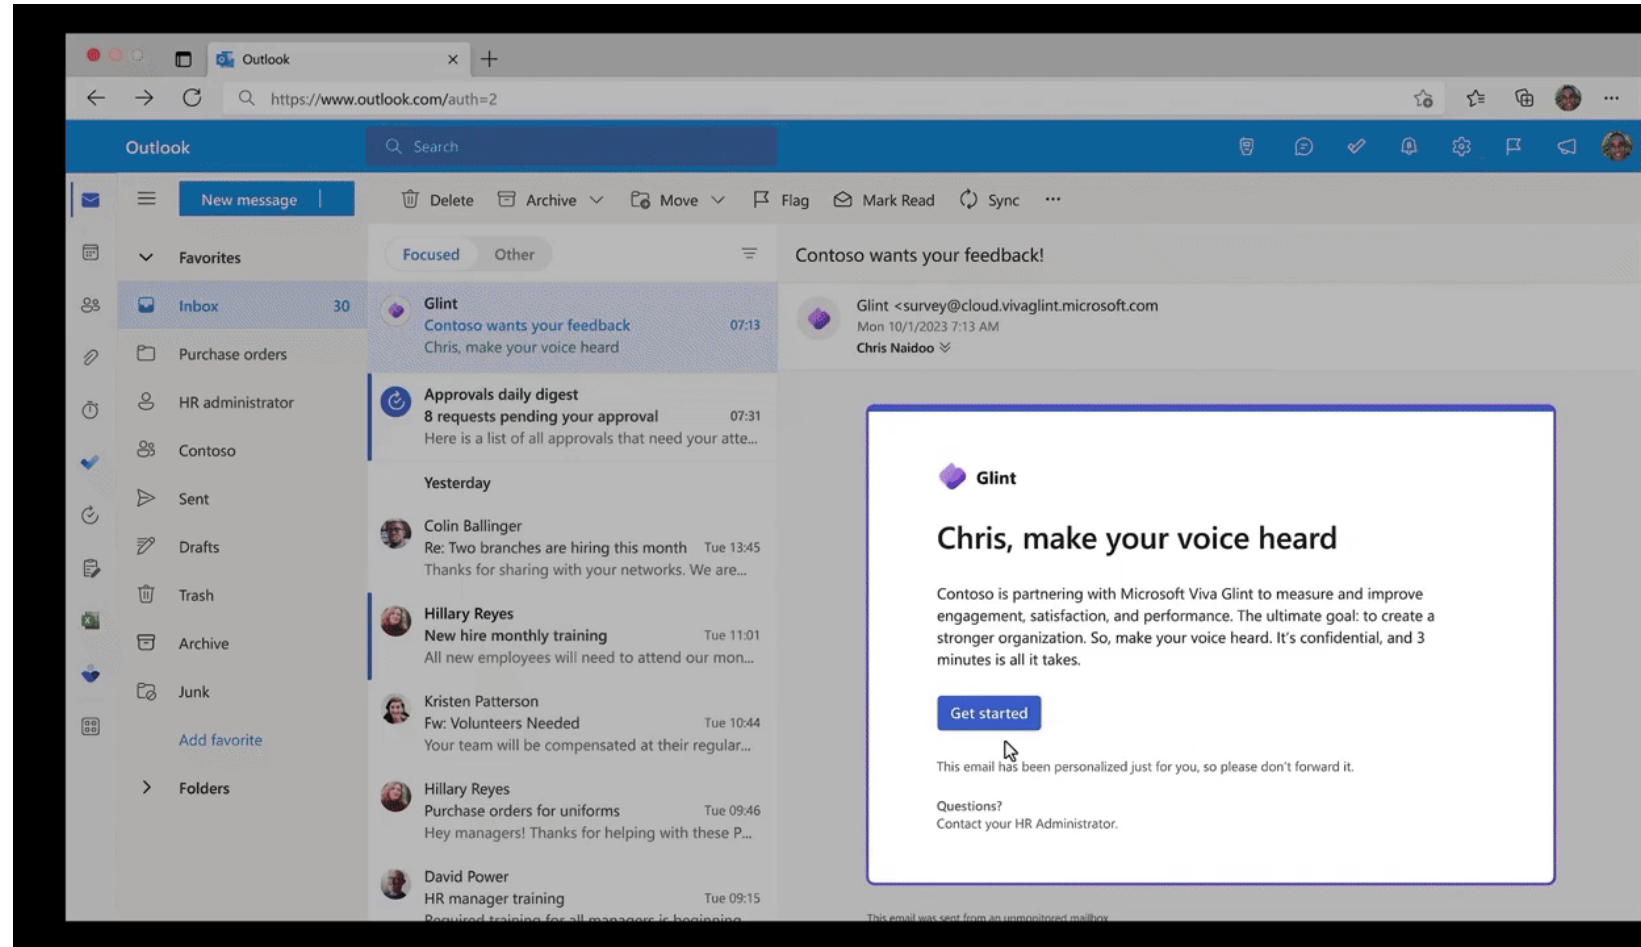 Outlook
https://www.outlook.com/auth=2
Outlook
Search
New message
Delete
Archive
Move
Flag
Mark Read
Sync
Favorites
Inbox 30
Purchase orders
HR administrator
Contoso
Sent
Drafts
Trash
Archive
Junk
Add favorite
Folders
Focused
Other
Glint
Contoso wants your feedback 07:13
Chris, make your voice heard
Approvals daily digest
8 requests pending your approval 07:31
Here is a list of all approvals that need your atte...
Yesterday
Colin Ballinger
Re: Two branches are hiring this month Tue 13:45
Thanks for sharing with your networks. We are...
Hillary Reyes
New hire monthly training Tue 11:01
All new employees will need to attend our mon...
Kristen Patterson
Fw: Volunteers Needed Tue 10:44
Your team will be compensated at their regular...
Hillary Reyes
Purchase orders for uniforms Tue 09:46
Hey managers! Thanks for helping with these P...
David Power
HR manager training Tue 09:15
Required training for all managers is beginning
Contoso wants your feedback!
Glint <survey@cloud.vivaglint.microsoft.com
Mon 10/1/2023 7:13 AM
Chris Naidoo
Glint
Chris, make your voice heard
Contoso is partnering with Microsoft Viva Glint to measure and improve
engagement, satisfaction, and performance. The ultimate goal: to create a
stronger organization. So, make your voice heard. It's confidential, and 3
minutes is all it takes.
Get started
This email has been personalized just for you, so please don't forward it.
Questions?
Contact your HR Administrator.
This email was sent from an unmonitored mailbox